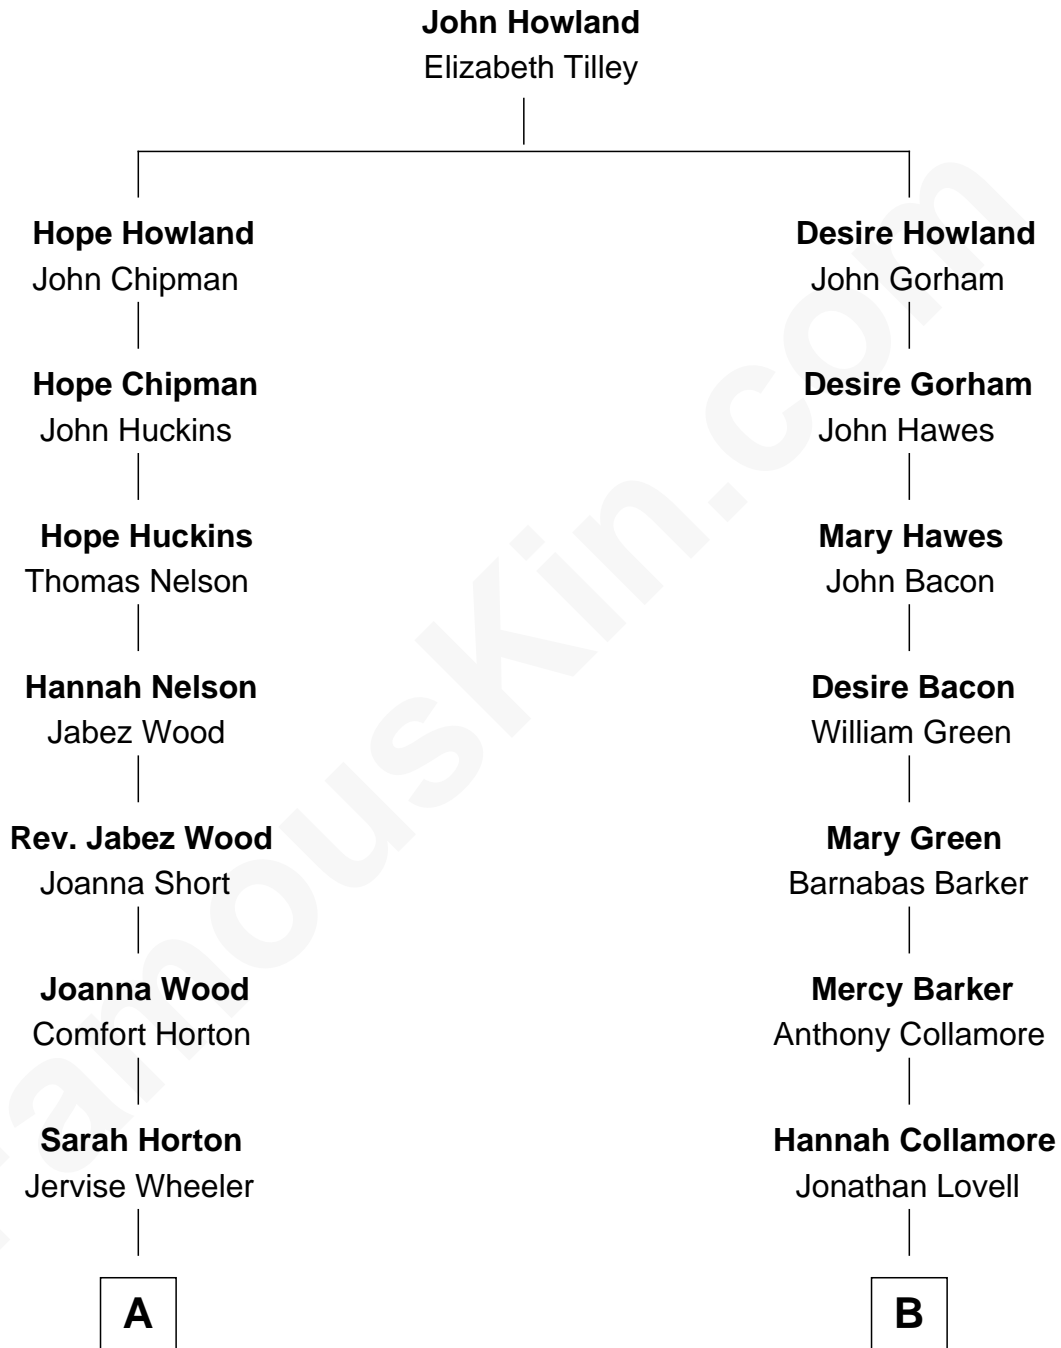 John Howland
Elizabeth Tilley
Hope Howland
John Chipman
Hope Chipman
John Huckins
Hope Huckins
Thomas Nelson
Hannah Nelson
Jabez Wood
Rev. Jabez Wood
Joanna Short
Joanna Wood
Comfort Horton
Sarah Horton
Jervise Wheeler
A
Desire Howland
John Gorham
Desire Gorham
John Hawes
Mary Hawes
John Bacon
Desire Bacon
William Green
Mary Green
Barnabas Barker
Mercy Barker
Anthony Collamore
Hannah Collamore
Jonathan Lovell
B
FamousKin.com